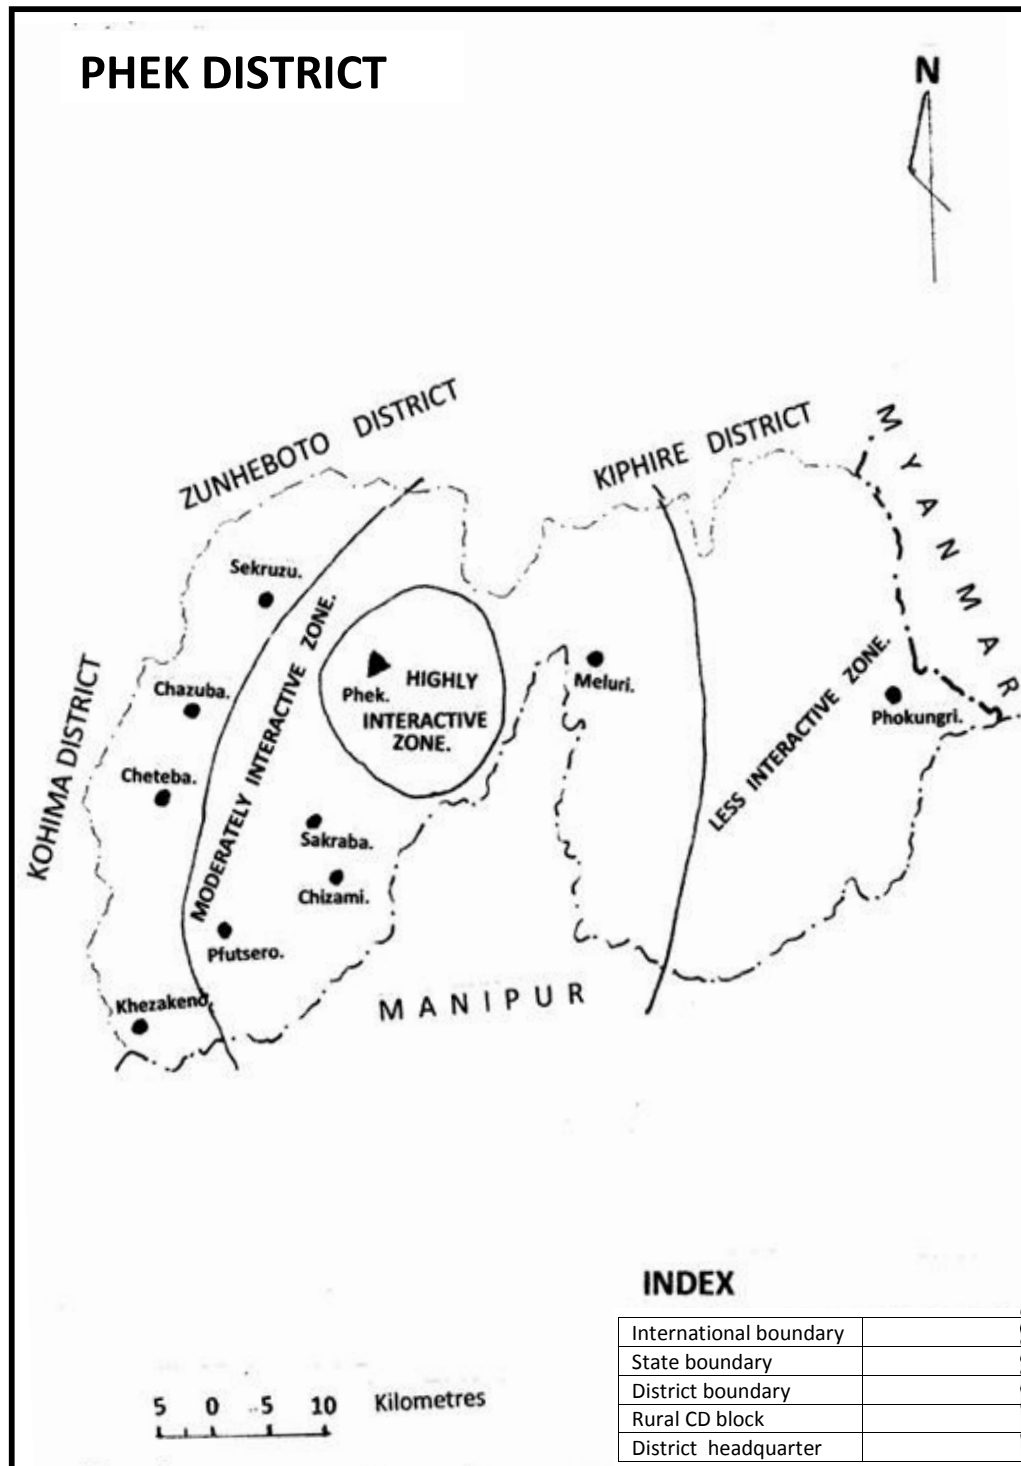 PHEK DISTRICT
N
ZUNHEBOTO DISTRICT
KIPHIRE DISTRICT
MYANMAR
Sekruzu.
KOHIMA DISTRICT
Chazuba.
Phek.
HIGHLY
INTERACTIVE
ZONE.
MODERATELY INTERACTIVE ZONE.
Meluri.
LESS INTERACTIVE ZONE.
Phokungri.
Cheteba.
Sakraba.
Chizami.
Pfutsero.
Khezakeno.
MANIPUR
INDEX
International boundary
State boundary
District boundary
Rural CD block
District headquarter
5 0 5 10 Kilometres